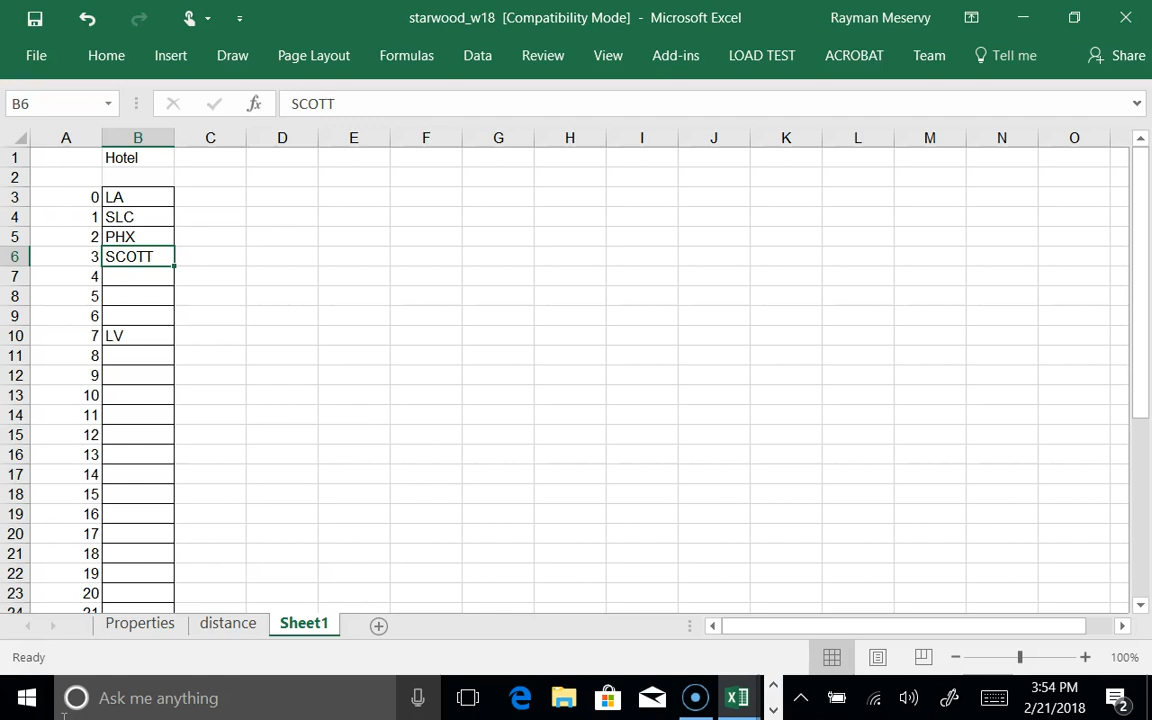 starwood_w18 [Compatibility Mode] - Microsoft Excel
Rayman Meservy
File Home Insert Draw Page Layout Formulas Data Review View Add-ins LOAD TEST ACROBAT Team Tell me Share
B6 fx SCOTT
A B C D E F G H I J K L M N O
1 Hotel
2
3 0 LA
4 1 SLC
5 2 PHX
6 3 SCOTT
7 4
8 5
9 6
10 7 LV
11 8
12 9
13 10
14 11
15 12
16 13
17 14
18 15
19 16
20 17
21 18
22 19
23 20
24 21
Properties distance Sheet1
Ready 100%
Ask me anything
3:54 PM
2/21/2018
2